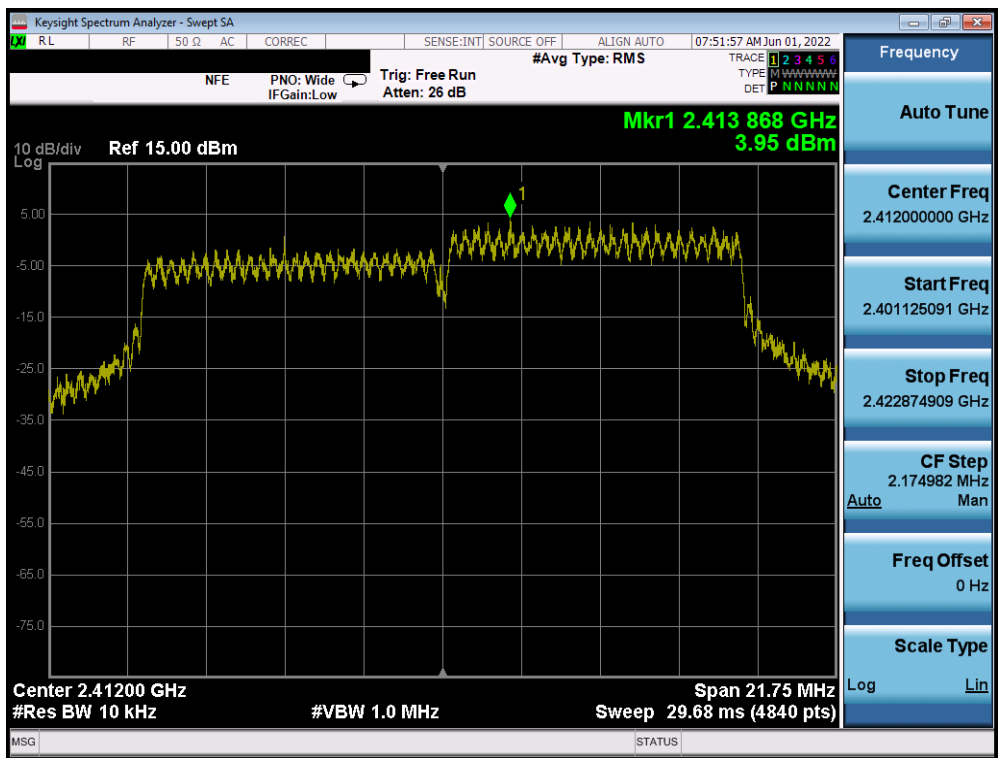 Keysight Spectrum Analyzer - Swept SA
LXI RL RF 50 Ω AC CORREC SENSE:INT SOURCE OFF ALIGN AUTO 07:51:57 AM Jun 01, 2022
NFE PNO: Wide Trig: Free Run #Avg Type: RMS TRACE 1 2 3 4 5 6
IFGain:Low Atten: 26 dB TYPE M WWWWW
DET P N N N N N
Mkr1 2.413 868 GHz
3.95 dBm
10 dB/div Ref 15.00 dBm
Log
1
5.00
-5.00
-15.0
-25.0
-35.0
-45.0
-55.0
-65.0
-75.0
Center 2.41200 GHz Span 21.75 MHz
#Res BW 10 kHz #VBW 1.0 MHz Sweep 29.68 ms (4840 pts)
MSG STATUS
Frequency
Auto Tune
Center Freq
2.412000000 GHz
Start Freq
2.401125091 GHz
Stop Freq
2.422874909 GHz
CF Step
2.174982 MHz
Auto Man
Freq Offset
0 Hz
Scale Type
Log Lin